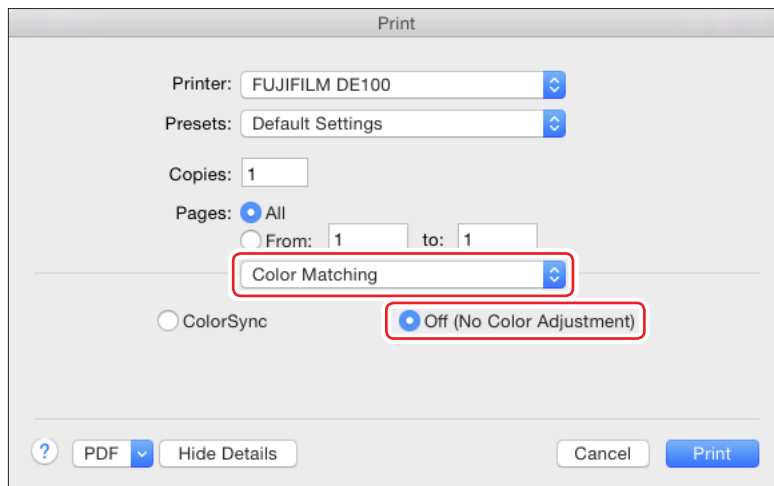 Print
Printer: FUJIFILM DE100
Presets: Default Settings
Copies: 1
Pages: All
From: 1 to: 1
Color Matching
ColorSync Off (No Color Adjustment)
? PDF Hide Details Cancel Print